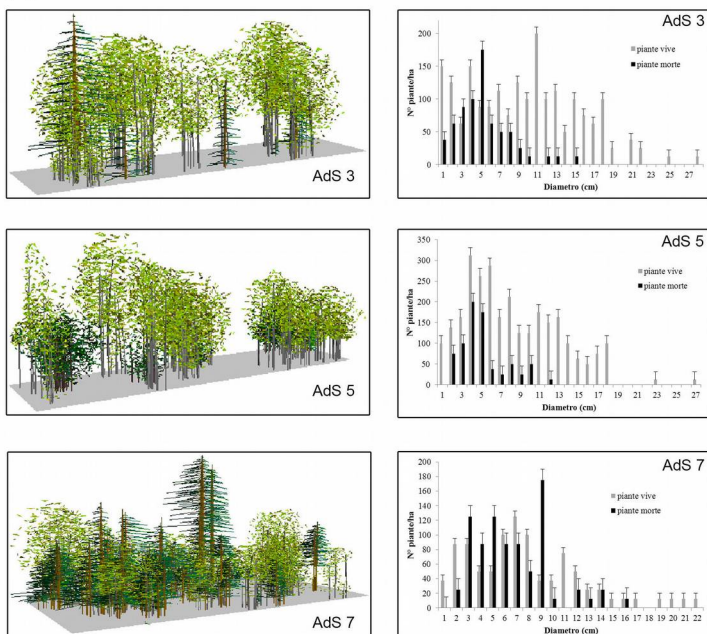 AdS 3
AdS 3
piante vive
piante morte
N° piante/ha
200
150
100
50
0
1 3 5 7 9 11 13 15 17 19 21 23 25 27
Diametro (cm)
AdS 5
AdS 5
piante vive
piante morte
N° piante/ha
350
300
250
200
150
100
50
0
1 3 5 7 9 11 13 15 17 19 21 23 25 27
Diametro (cm)
AdS 7
AdS 7
piante vive
piante morte
N° piante/ha
200
180
160
140
120
100
80
60
40
20
0
1 2 3 4 5 6 7 8 9 10 11 12 13 14 15 16 17 18 19 20 21 22
Diametro (cm)